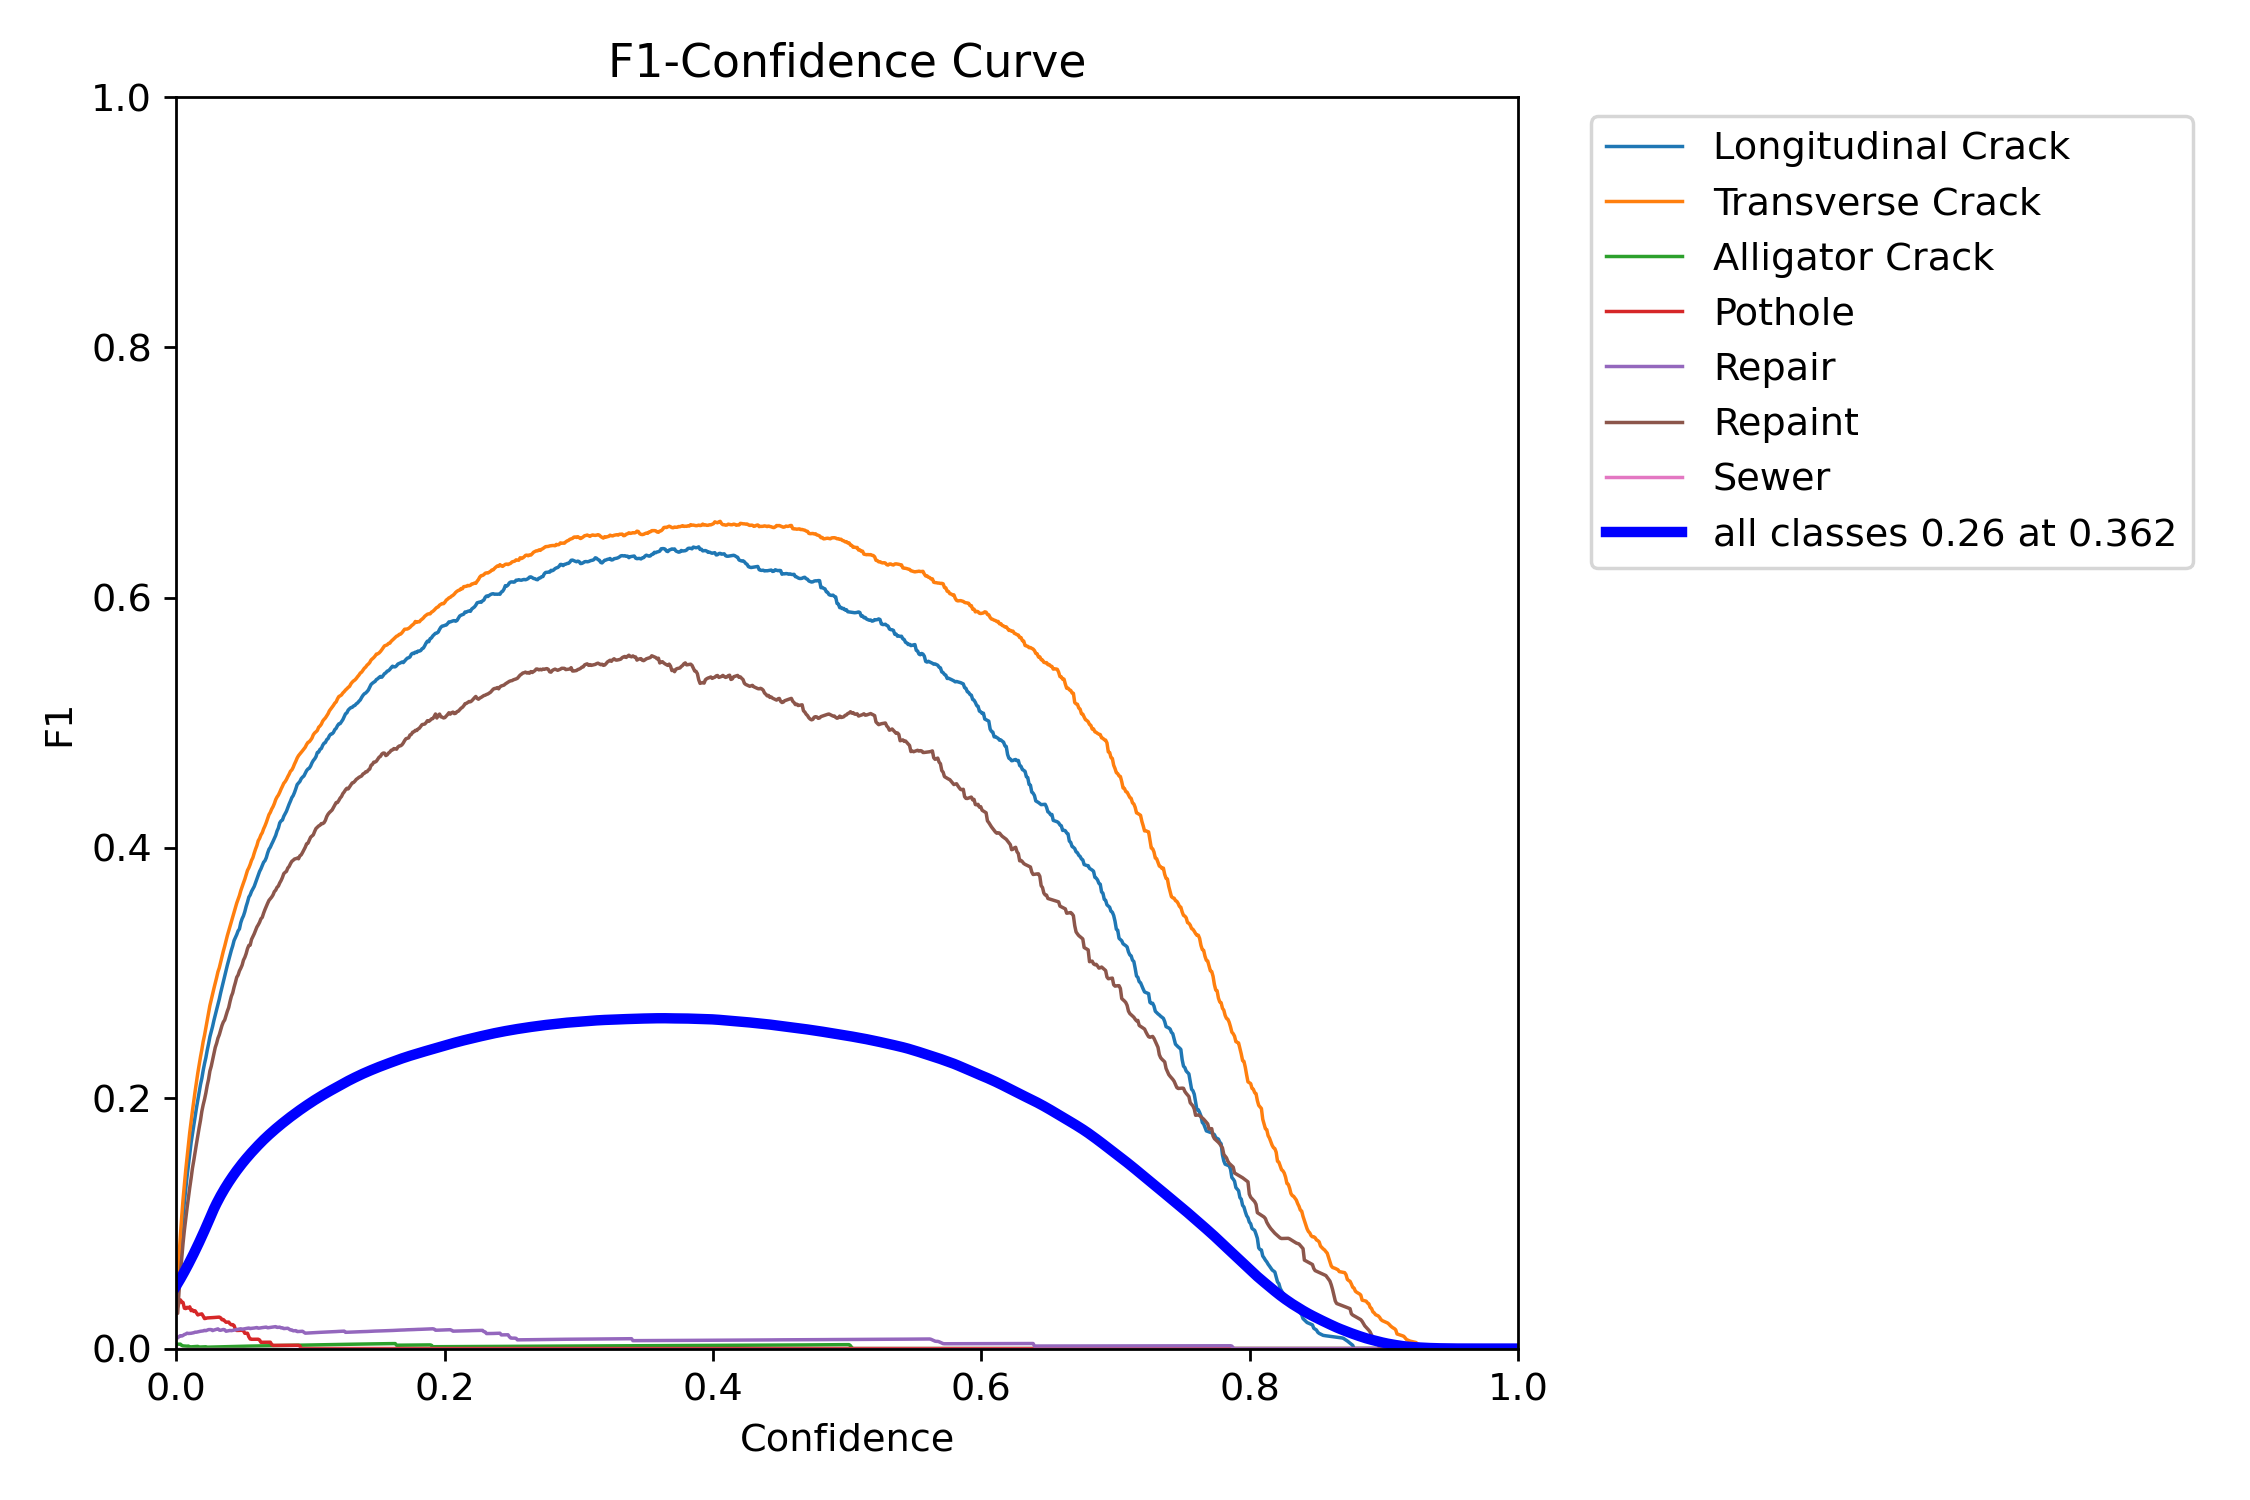 F1-Confidence Curve
1.0
0.8
0.6
0.4
0.2
0.0
F1
0.0 0.2 0.4 0.6 0.8 1.0
Confidence
Longitudinal Crack
Transverse Crack
Alligator Crack
Pothole
Repair
Repaint
Sewer
all classes 0.26 at 0.362